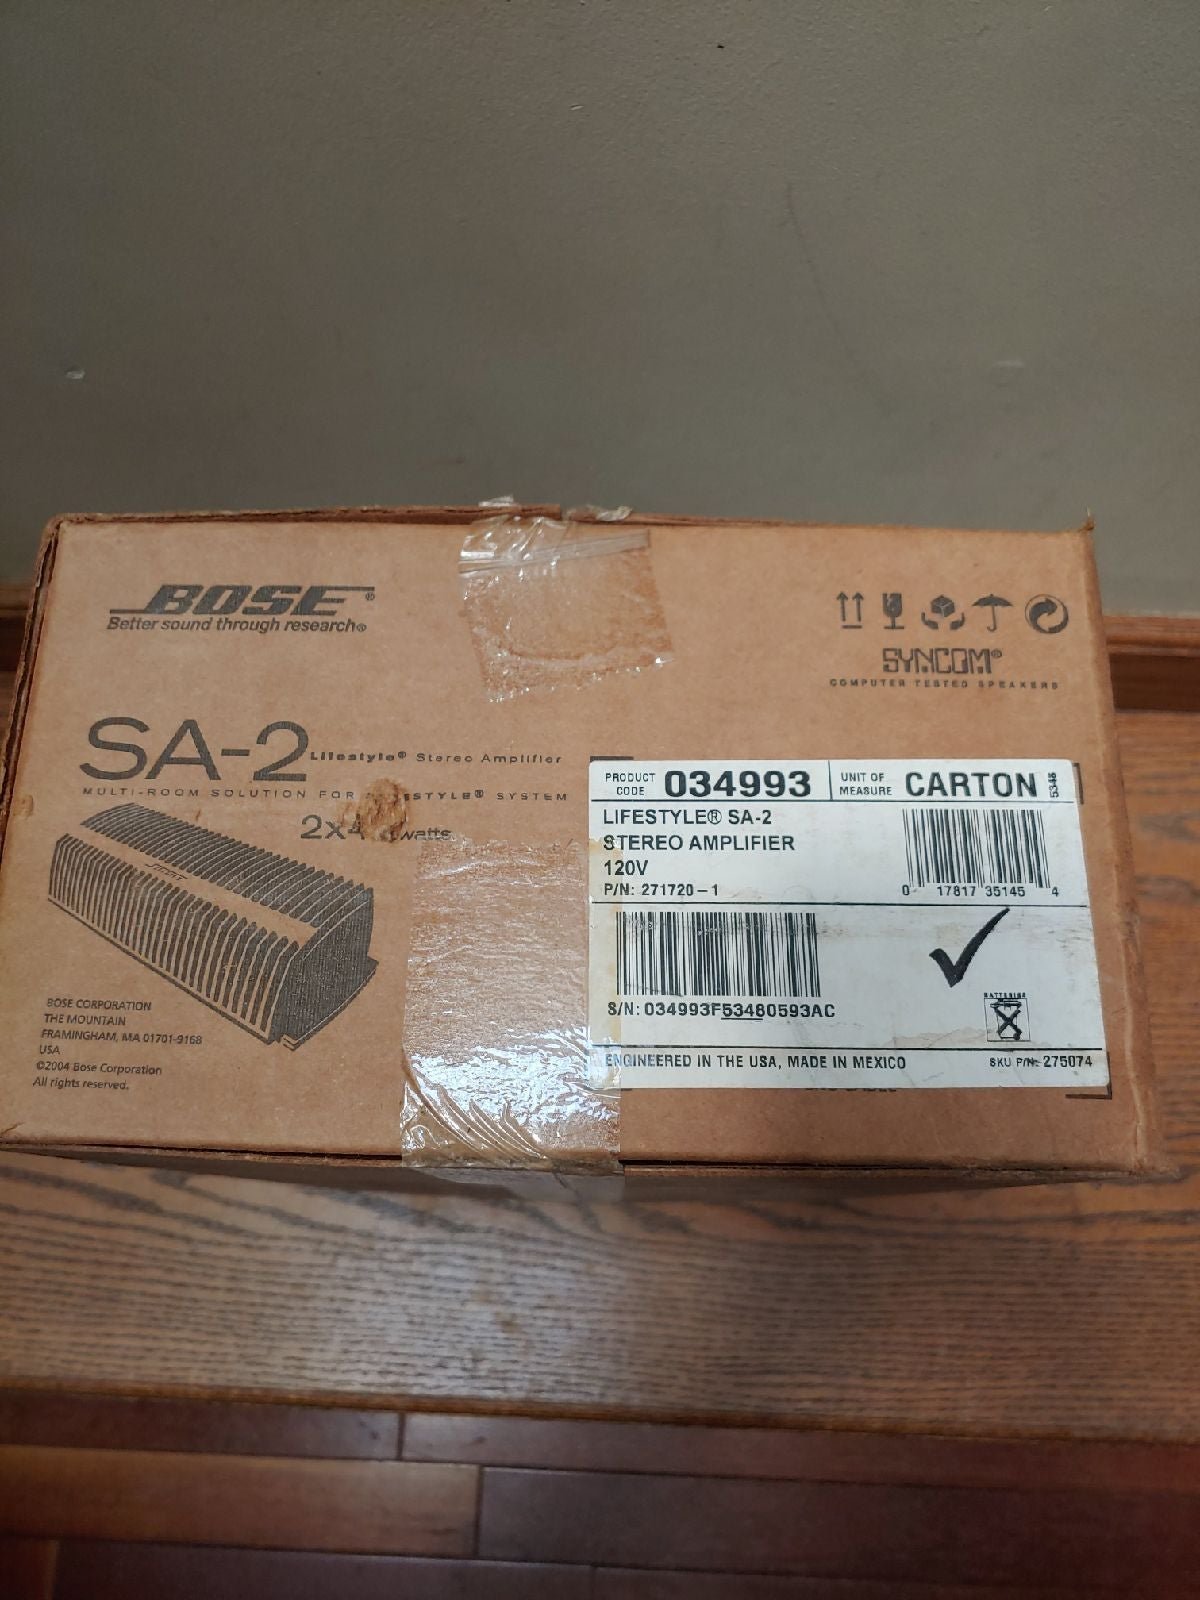 BOSE®
Better sound through research®
SYNCOM®
COMPUTER TESTED SPEAKERS
SA-2 Lifestyle® Stereo Amplifier
MULTI-ROOM SOLUTION FOR SYSTEM
watts
BOSE
BOSE CORPORATION
THE MOUNTAIN
FRAMINGHAM, MA 01701-9168
USA
©2004 Bose Corporation
All rights reserved.
PRODUCT CODE 034993
UNIT OF MEASURE CARTON
5348
LIFESTYLE® SA-2
STEREO AMPLIFIER
120V
P/N: 271720-1
0 17817 35145 4
S/N: 034993F53480593AC
BATTERIES
ENGINEERED IN THE USA, MADE IN MEXICO
SKU P/N: 275074